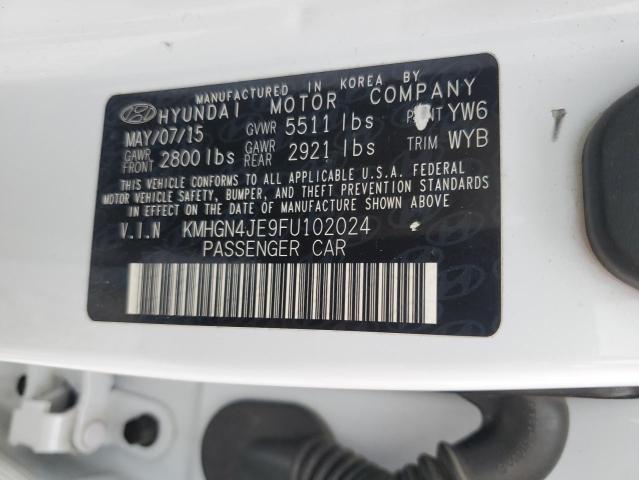 MANUFACTURED IN KOREA BY
HYUNDAI MOTOR COMPANY
MAY/07/15 GVWR 5511 lbs PAINT YW6
GAWR FRONT 2800 lbs GAWR REAR 2921 lbs TRIM WYB
THIS VEHICLE CONFORMS TO ALL APPLICABLE U.S.A. FEDERAL
MOTOR VEHICLE SAFETY, BUMPER, AND THEFT PREVENTION STANDARDS
IN EFFECT ON THE DATE OF MANUFACTURE SHOWN ABOVE
V.I.N KMHGN4JE9FU102024
PASSENGER CAR